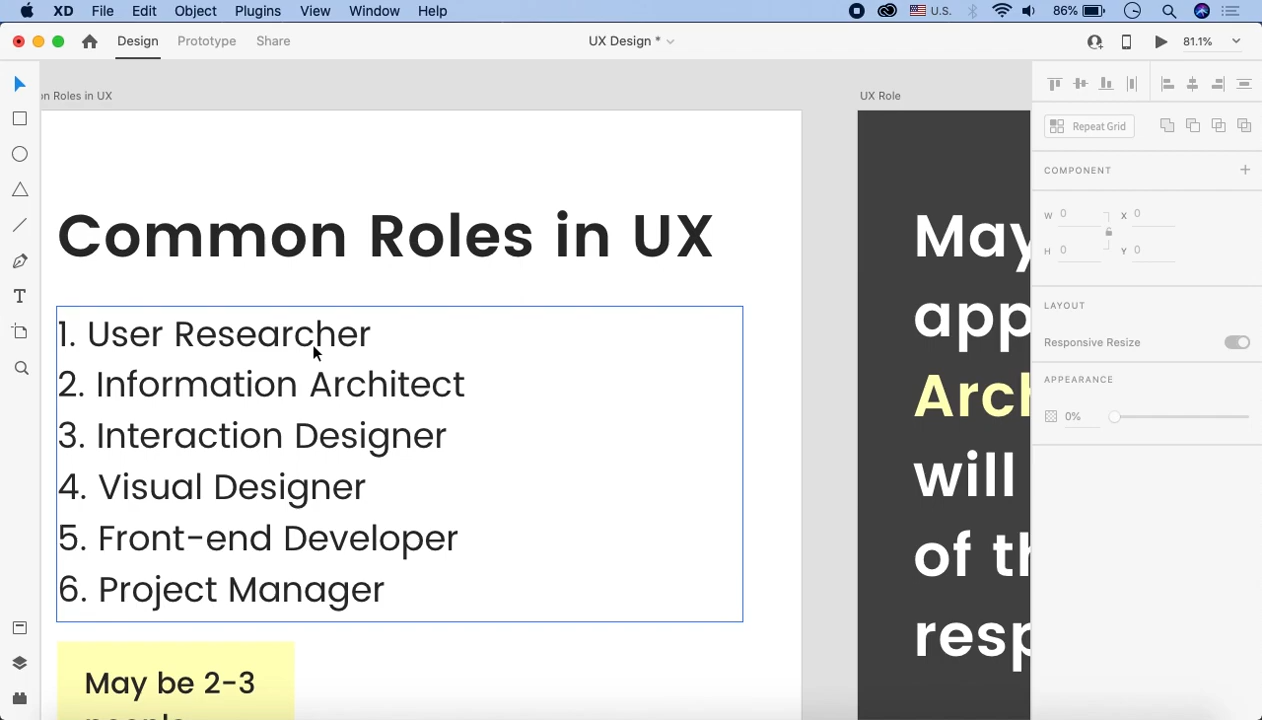 XD File Edit Object Plugins View Window Help U.S. 86%
Design Prototype Share UX Design * 81.1%
n Roles in UX
UX Role
Repeat Grid
COMPONENT
W 0 X 0
H 0 Y 0
LAYOUT
Responsive Resize
APPEARANCE
0%
Common Roles in UX
1. User Researcher
2. Information Architect
3. Interaction Designer
4. Visual Designer
5. Front-end Developer
6. Project Manager
May be 2-3
May
app
Arch
will
of th
resp